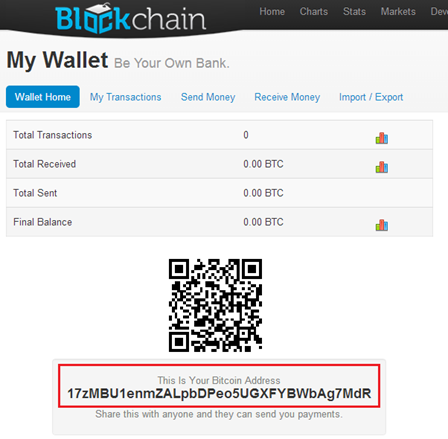 Blockchain Home Charts Stats Markets Dev
My Wallet Be Your Own Bank.
Wallet Home My Transactions Send Money Receive Money Import / Export
Total Transactions 0
Total Received 0.00 BTC
Total Sent 0.00 BTC
Final Balance 0.00 BTC
This Is Your Bitcoin Address
17zMBU1enmZALpbDPeo5UGXFYBWbAg7MdR
Share this with anyone and they can send you payments.